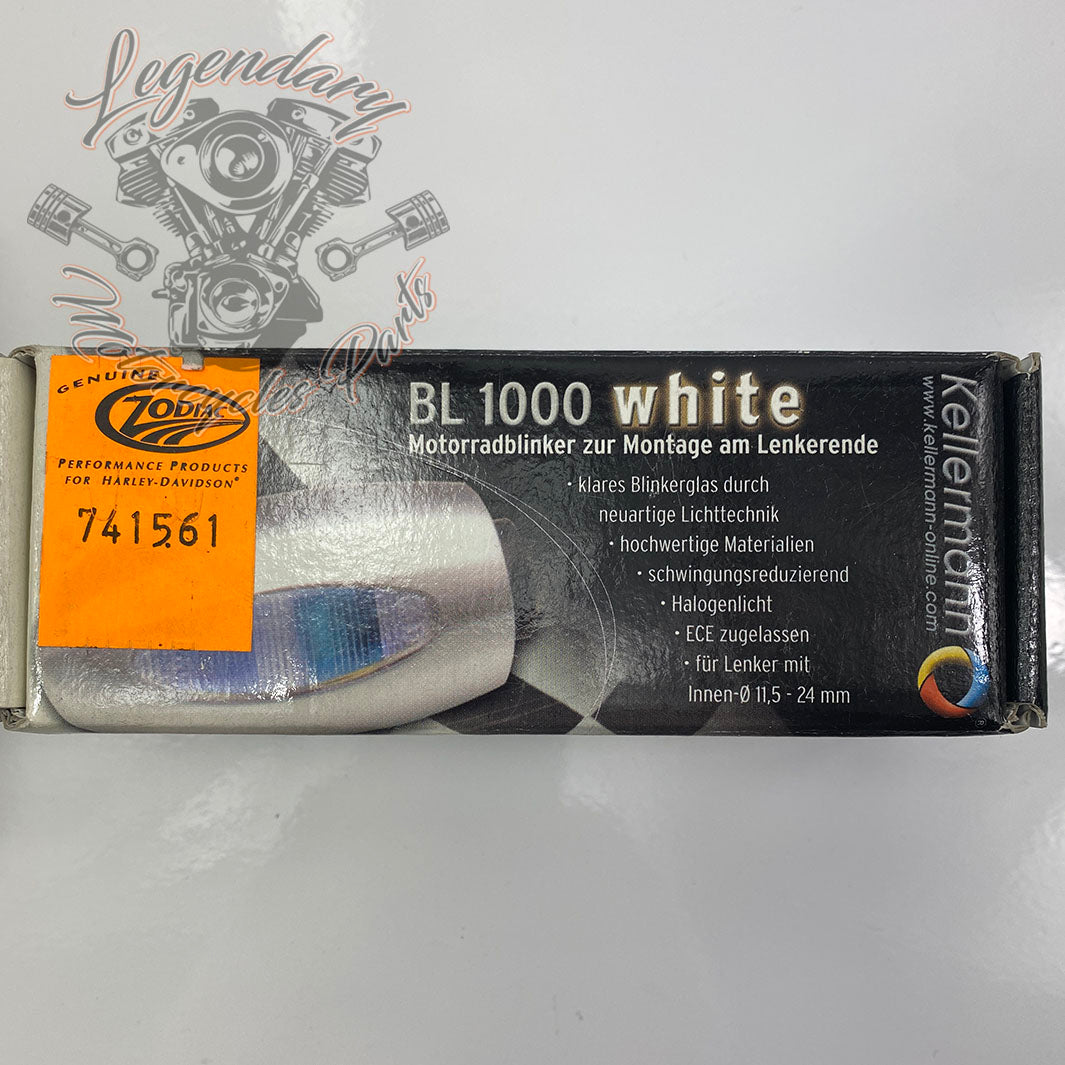 Legendary
Motorcycles Parts
GENUINE
ZODIAC
PERFORMANCE PRODUCTS
FOR HARLEY-DAVIDSON®
741561
BL 1000 white
Motorradblinker zur Montage am Lenkerende
· klares Blinkerglas durch
neuartige Lichttechnik
· hochwertige Materialien
· schwingungsreduzierend
· Halogenlicht
· ECE zugelassen
· für Lenker mit
Innen-Ø 11,5 - 24 mm
Kellermann
www.kellermann-online.com
®